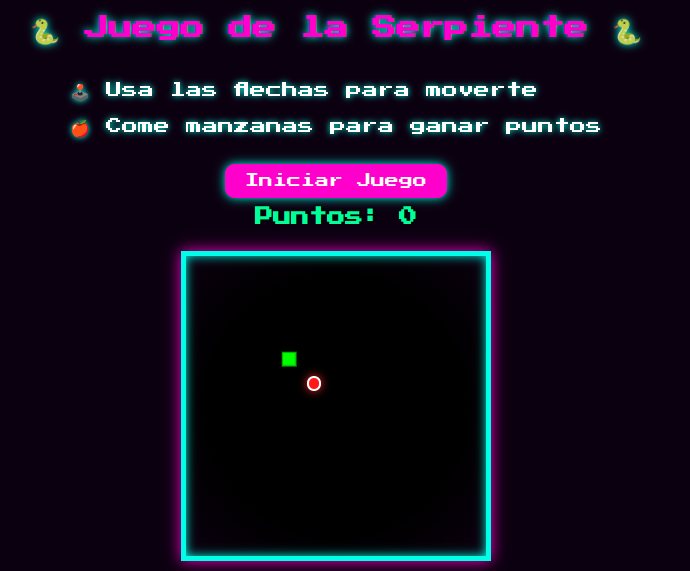 Juego de la Serpiente
Usa las flechas para moverte
Come manzanas para ganar puntos
Iniciar Juego
Puntos: 0